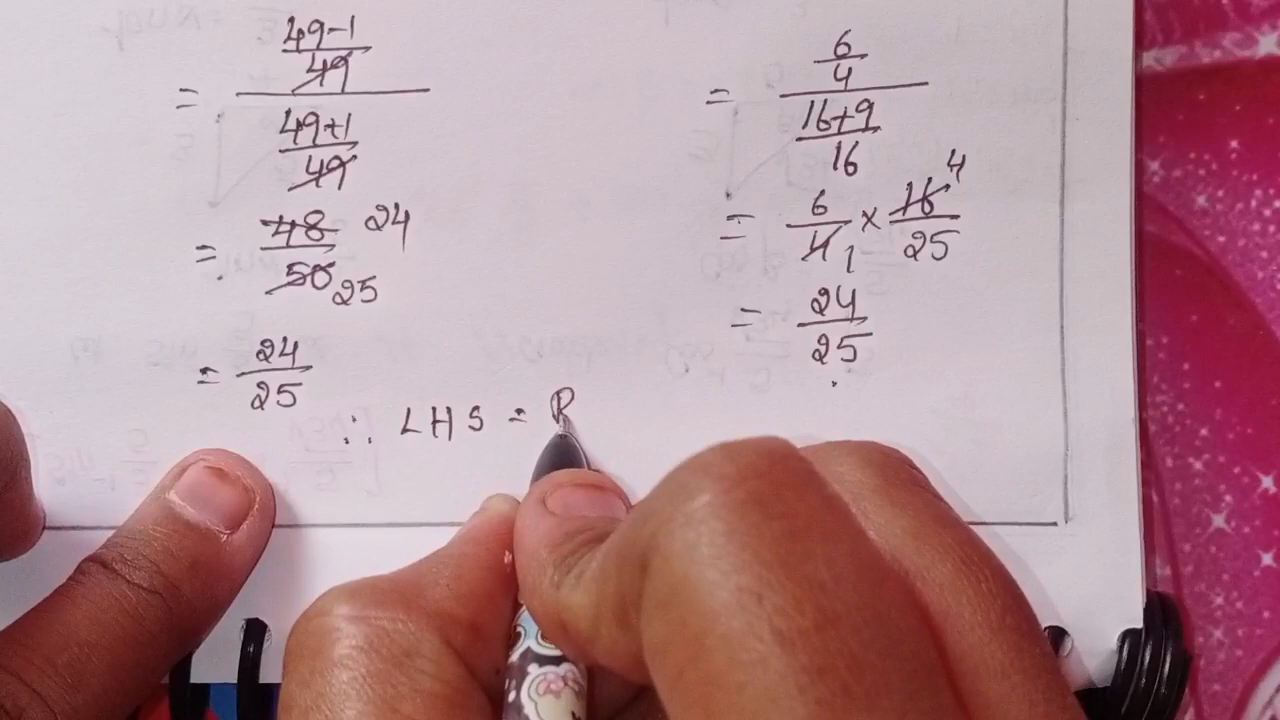 = (49-1)/49 / (49+1)/49
= 48/50 24 25
= 24/25
∴ LHS = R
= 6/4 / (16+9)/16
= 6/4 1 × 16/25 4
= 24/25